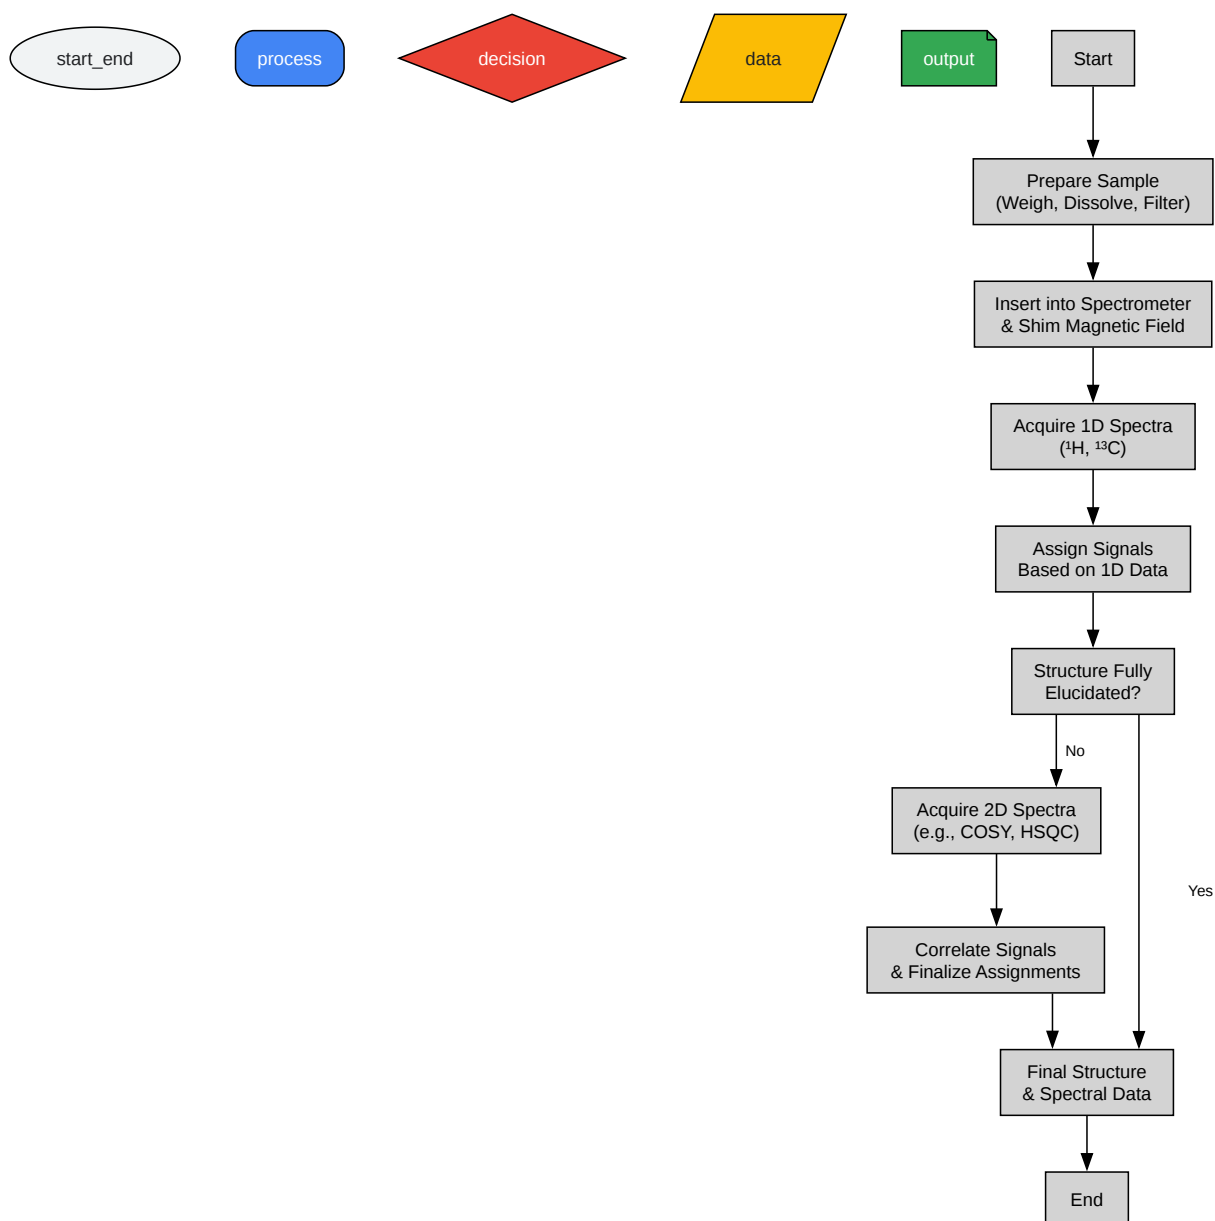 start_end
process
decision
data
output
Start
Prepare Sample
(Weigh, Dissolve, Filter)
Insert into Spectrometer
& Shim Magnetic Field
Acquire 1D Spectra
(¹H, ¹³C)
Assign Signals
Based on 1D Data
Structure Fully
Elucidated?
No
Acquire 2D Spectra
(e.g., COSY, HSQC)
Yes
Correlate Signals
& Finalize Assignments
Final Structure
& Spectral Data
End